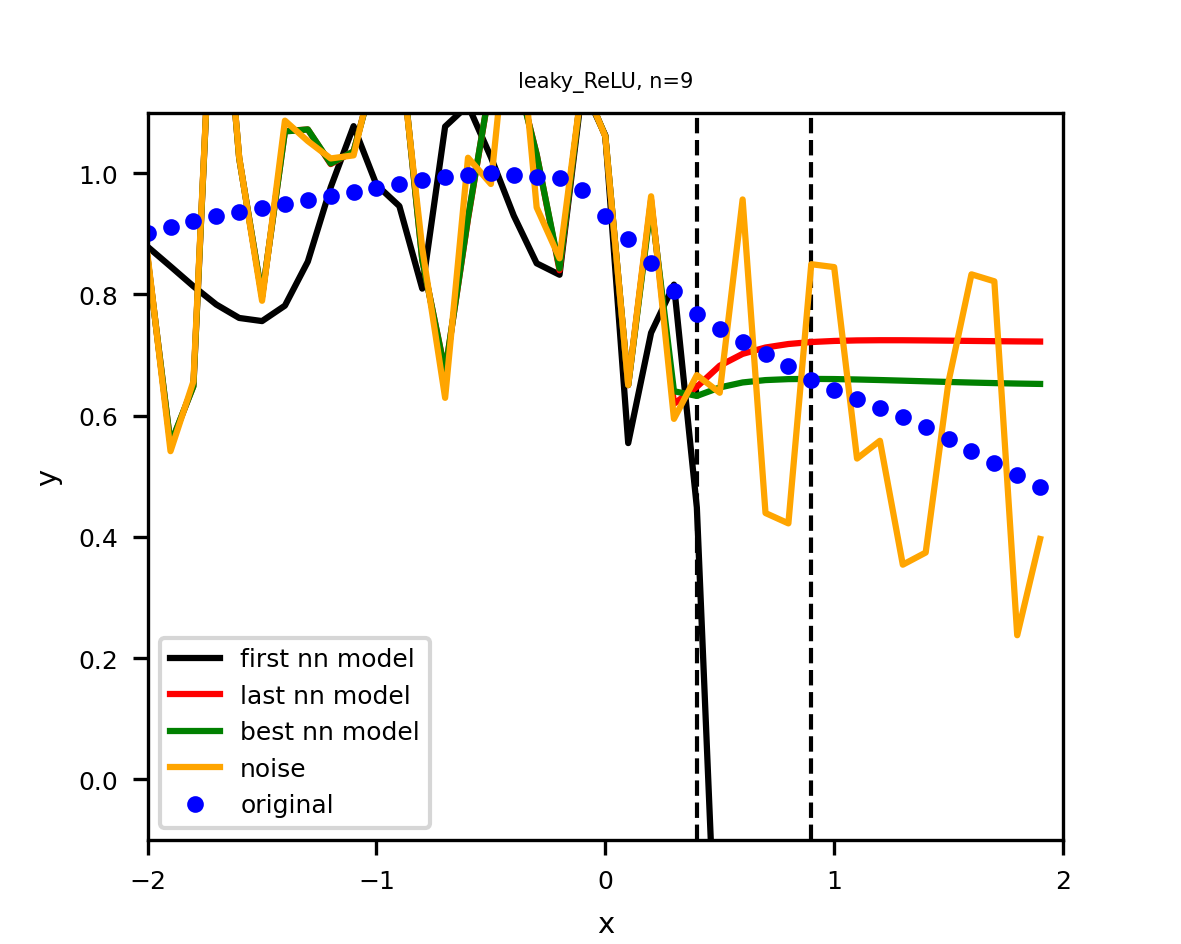 leaky_ReLU, n=9
y
1.0
0.8
0.6
0.4
0.2
0.0
first nn model
last nn model
best nn model
noise
original
−2
−1
0
1
2
x